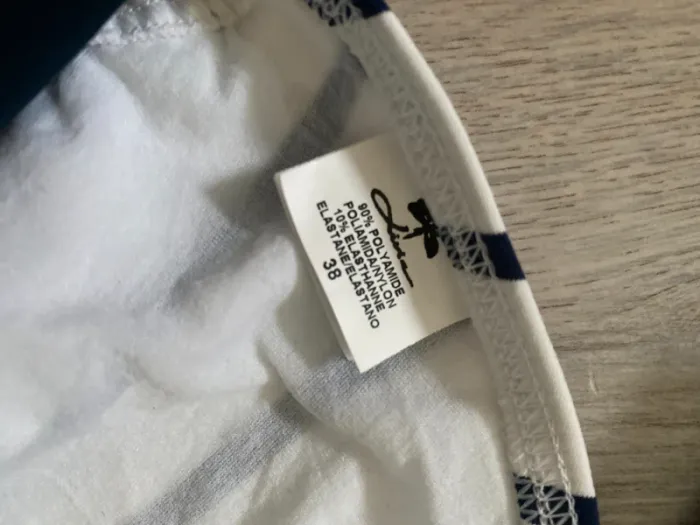 90% POLYAMIDE
POLIAMIDA/NYLON
10% ELASTHANNE
ELASTANE/ELASTANO
38